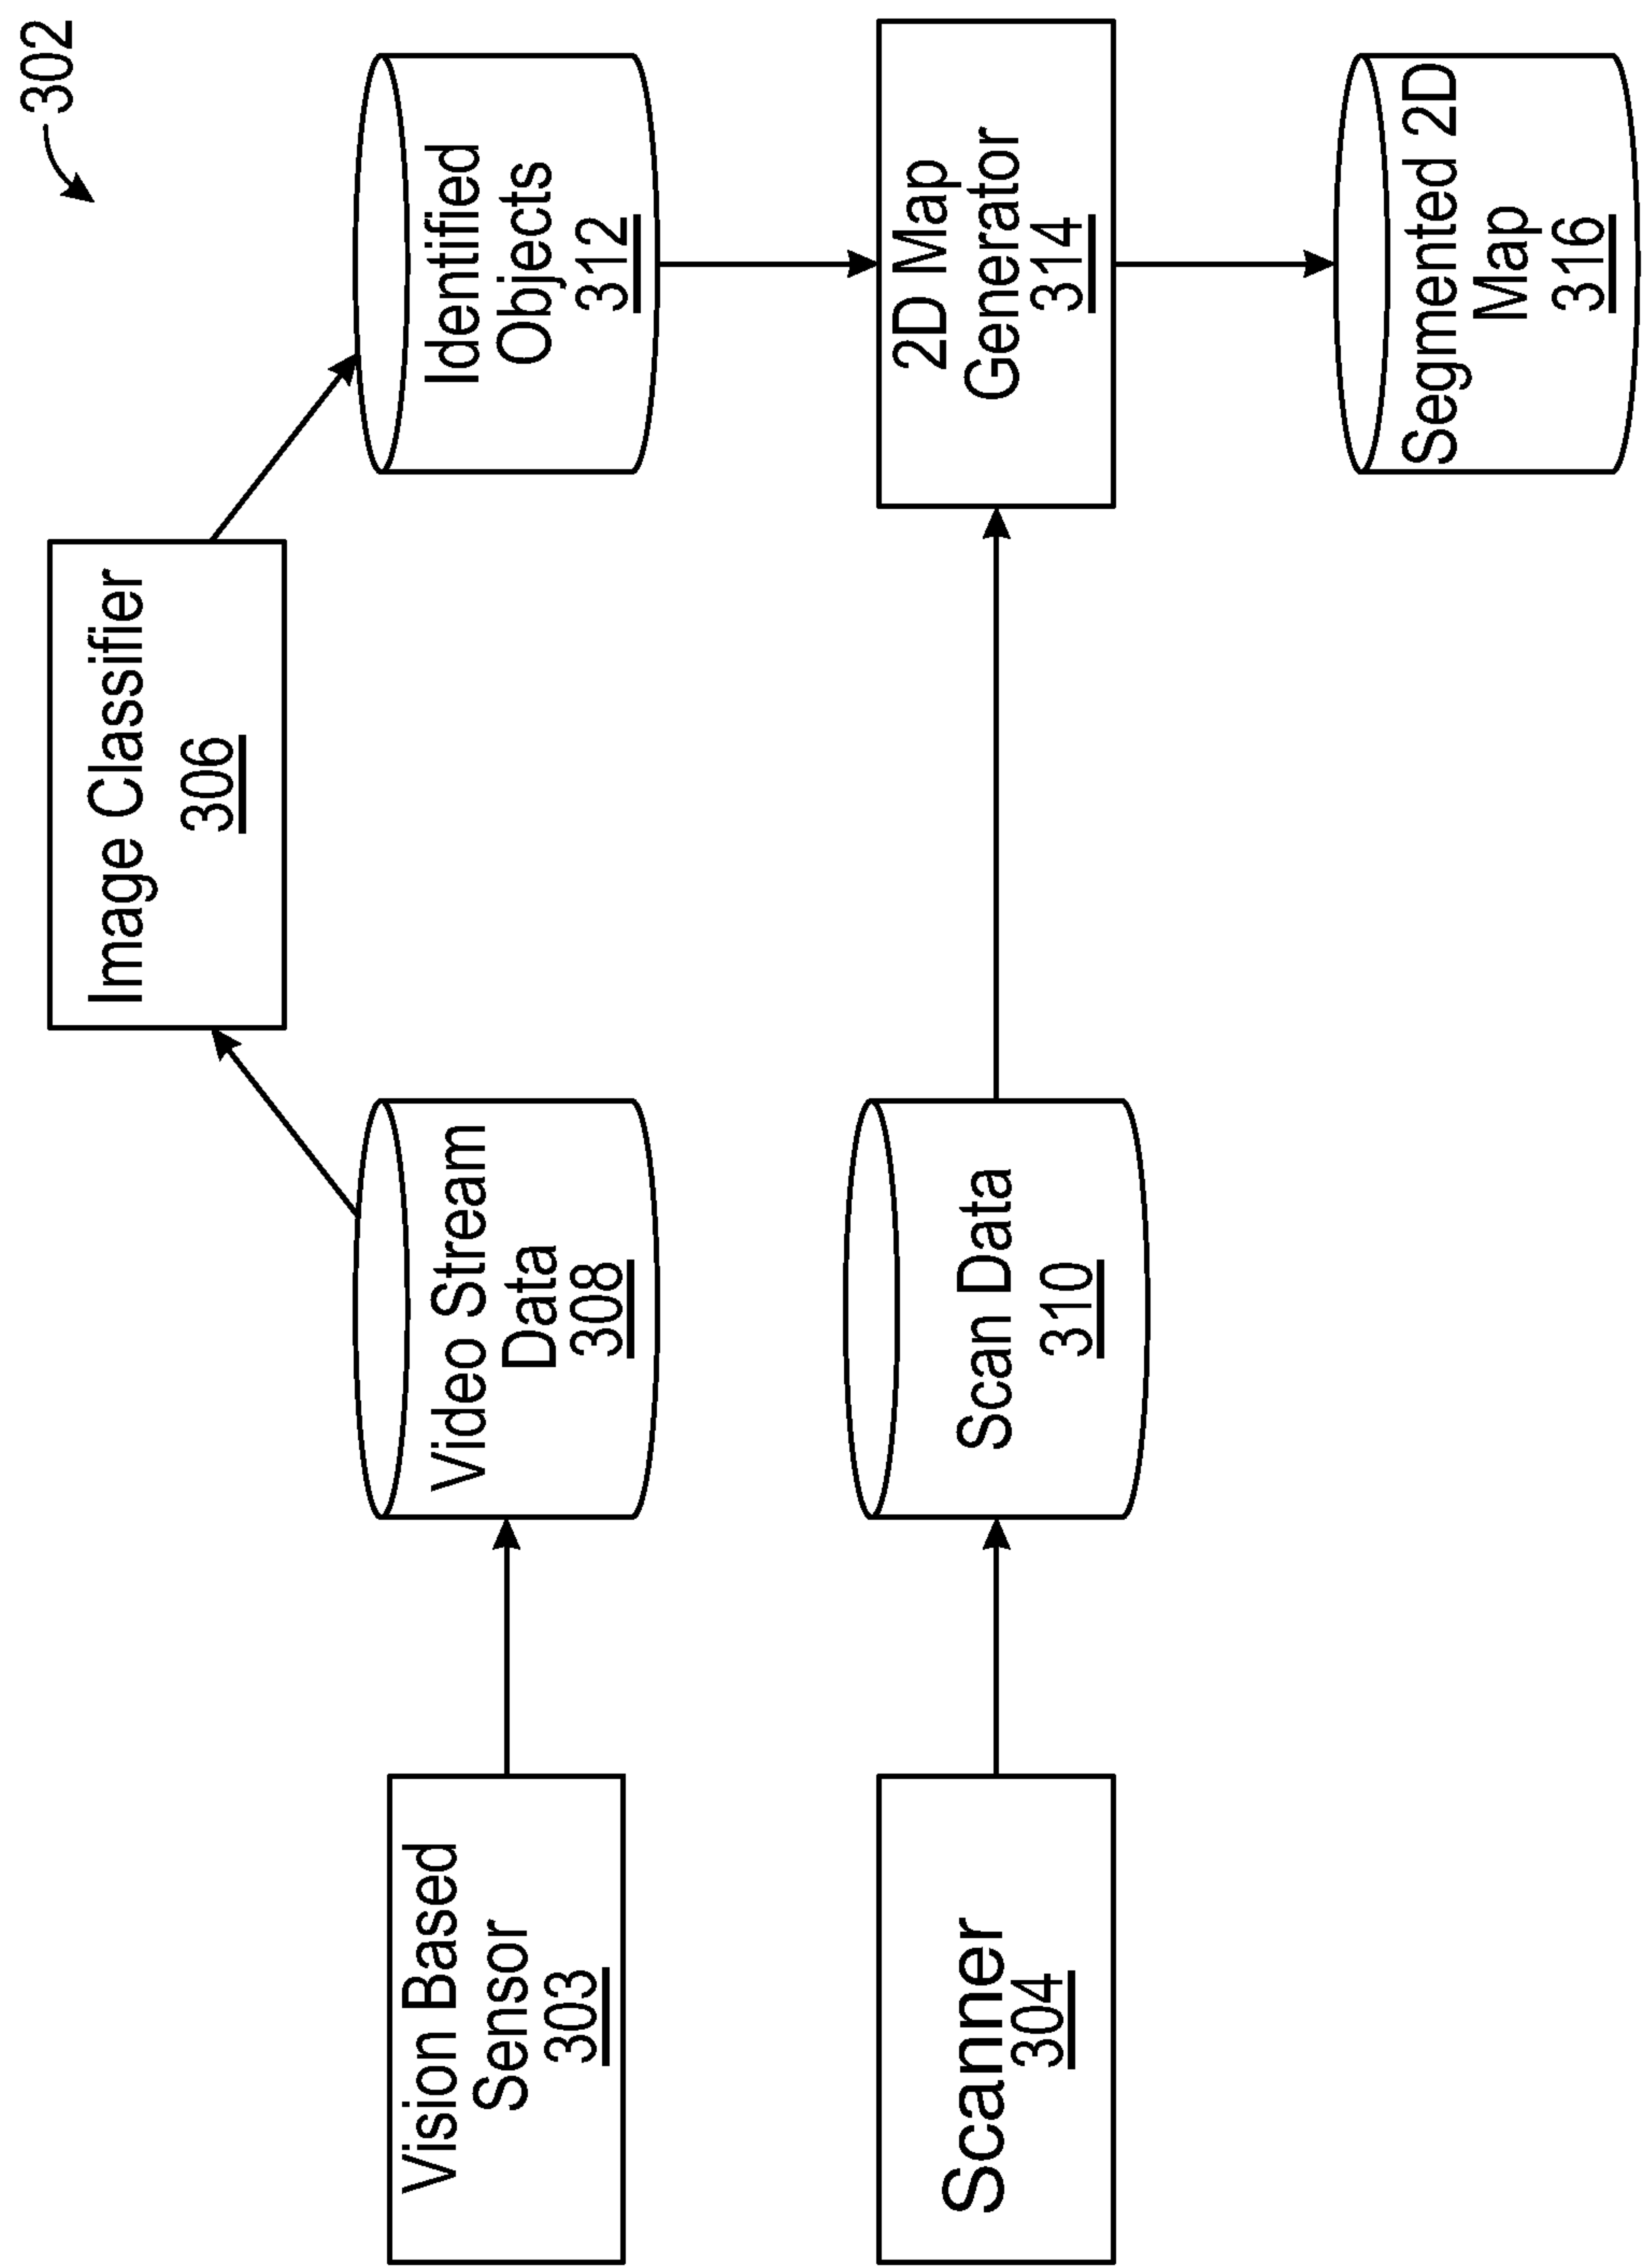 302
Image Classifier
306
Vision Based
Sensor
303
Video Stream
Data
308
Identified
Objects
312
Scanner
304
Scan Data
310
2D Map
Generator
314
Segmented 2D
Map
316